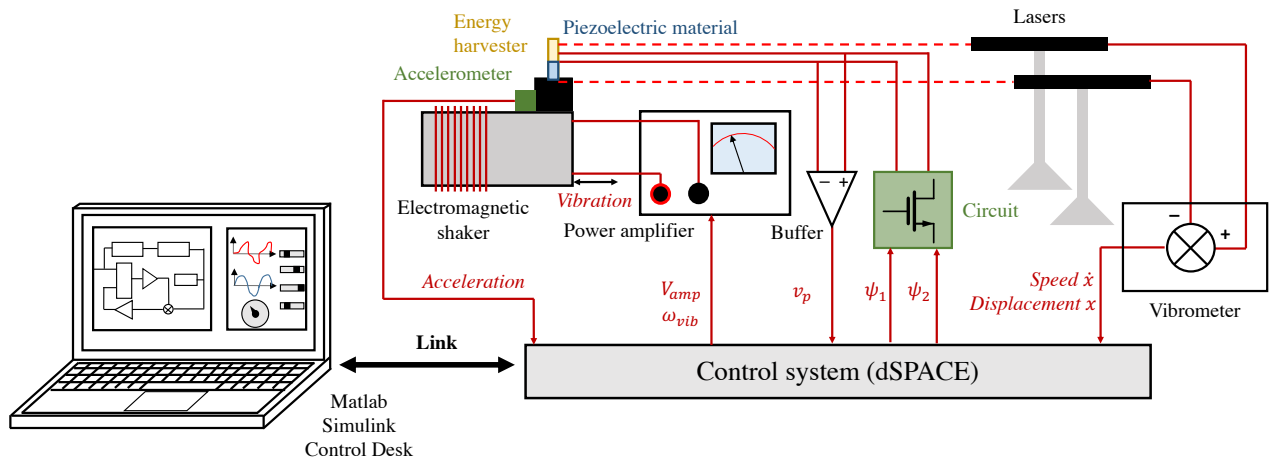 Energy
harvester
Piezoelectric material
Lasers
Accelerometer
Vibration
Electromagnetic
shaker
Power amplifier
− +
Buffer
Circuit
−
+
Vibrometer
Acceleration
V_amp
ω_vib
v_p
ψ_1
ψ_2
Speed ẋ
Displacement x
Link
Control system (dSPACE)
Matlab
Simulink
Control Desk